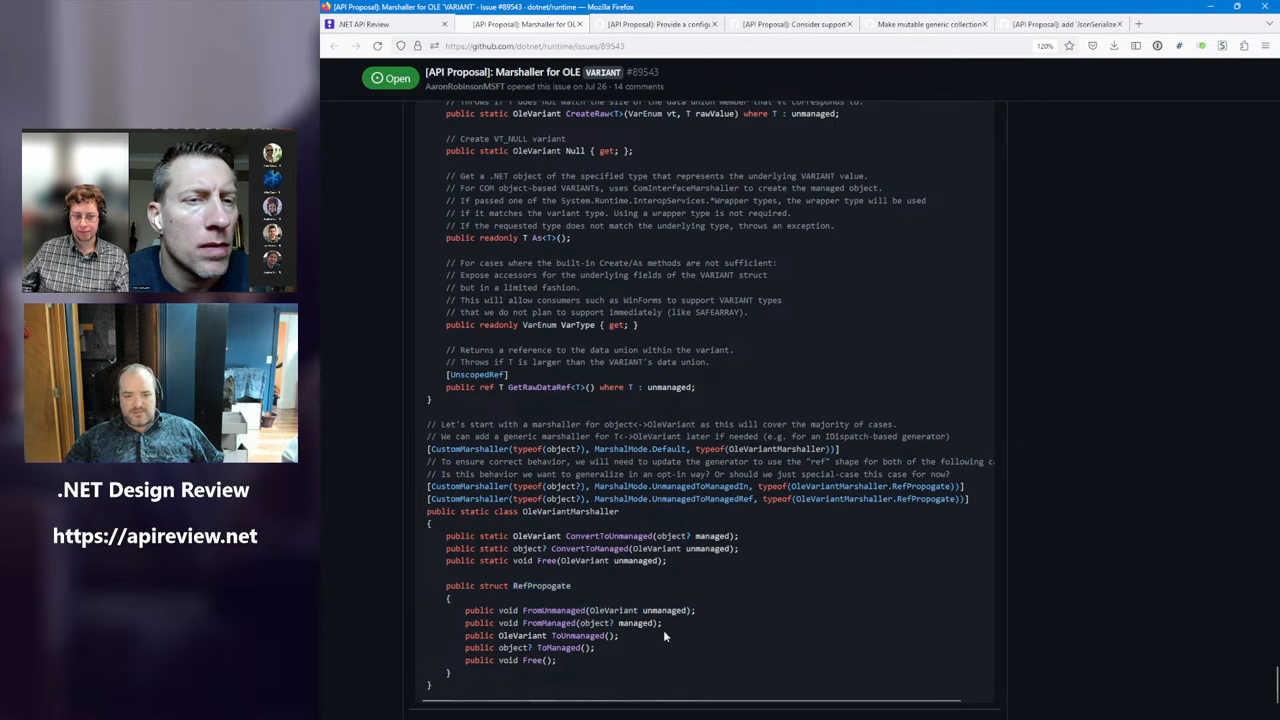 [API Proposal]: Marshaller for OLE 'VARIANT' · Issue #89543 · dotnet/runtime — Mozilla Firefox
.NET API Review
[API Proposal]: Marshaller for OL
[API Proposal]: Provide a configu
[API Proposal]: Consider support
Make mutable generic collection
[API Proposal]: add 'JsonSerialize
https://github.com/dotnet/runtime/issues/89543
120%
Open
[API Proposal]: Marshaller for OLE VARIANT #89543
AaronRobinsonMSFT opened this issue on Jul 26 · 14 comments
// Throws if T does not match the size of the data union member that vt corresponds to.
public static OleVariant CreateRaw<T>(VarEnum vt, T rawValue) where T : unmanaged;
// Create VT_NULL variant
public static OleVariant Null { get; };
// Get a .NET object of the specified type that represents the underlying VARIANT value.
// For COM object-based VARIANTs, uses ComInterfaceMarshaller to create the managed object.
// If passed one of the System.Runtime.InteropServices.*Wrapper types, the wrapper type will be used
// if it matches the variant type. Using a wrapper type is not required.
// If the requested type does not match the underlying type, throws an exception.
public readonly T As<T>();
// For cases where the built-in Create/As methods are not sufficient:
// Expose accessors for the underlying fields of the VARIANT struct
// but in a limited fashion.
// This will allow consumers such as WinForms to support VARIANT types
// that we do not plan to support immediately (like SAFEARRAY).
public readonly VarEnum VarType { get; }
// Returns a reference to the data union within the variant.
// Throws if T is larger than the VARIANT's data union.
[UnscopedRef]
public ref T GetRawDataRef<T>() where T : unmanaged;
}
// Let's start with a marshaller for object<->OleVariant as this will cover the majority of cases.
// We can add a generic marshaller for T<->OleVariant later if needed (e.g. for an IDispatch-based generator)
[CustomMarshaller(typeof(object?), MarshalMode.Default, typeof(OleVariantMarshaller))]
// To ensure correct behavior, we will need to update the generator to use the "ref" shape for both of the following ca
// Is this behavior we want to generalize in an opt-in way? Or should we just special-case this case for now?
[CustomMarshaller(typeof(object?), MarshalMode.UnmanagedToManagedIn, typeof(OleVariantMarshaller.RefPropogate))]
[CustomMarshaller(typeof(object?), MarshalMode.UnmanagedToManagedRef, typeof(OleVariantMarshaller.RefPropogate))]
public static class OleVariantMarshaller
{
public static OleVariant ConvertToUnmanaged(object? managed);
public static object? ConvertToManaged(OleVariant unmanaged);
public static void Free(OleVariant unmanaged);
public struct RefPropogate
{
public void FromUnmanaged(OleVariant unmanaged);
public void FromManaged(object? managed);
public OleVariant ToUnmanaged();
public object? ToManaged();
public void Free();
}
}
.NET Design Review
https://apireview.net